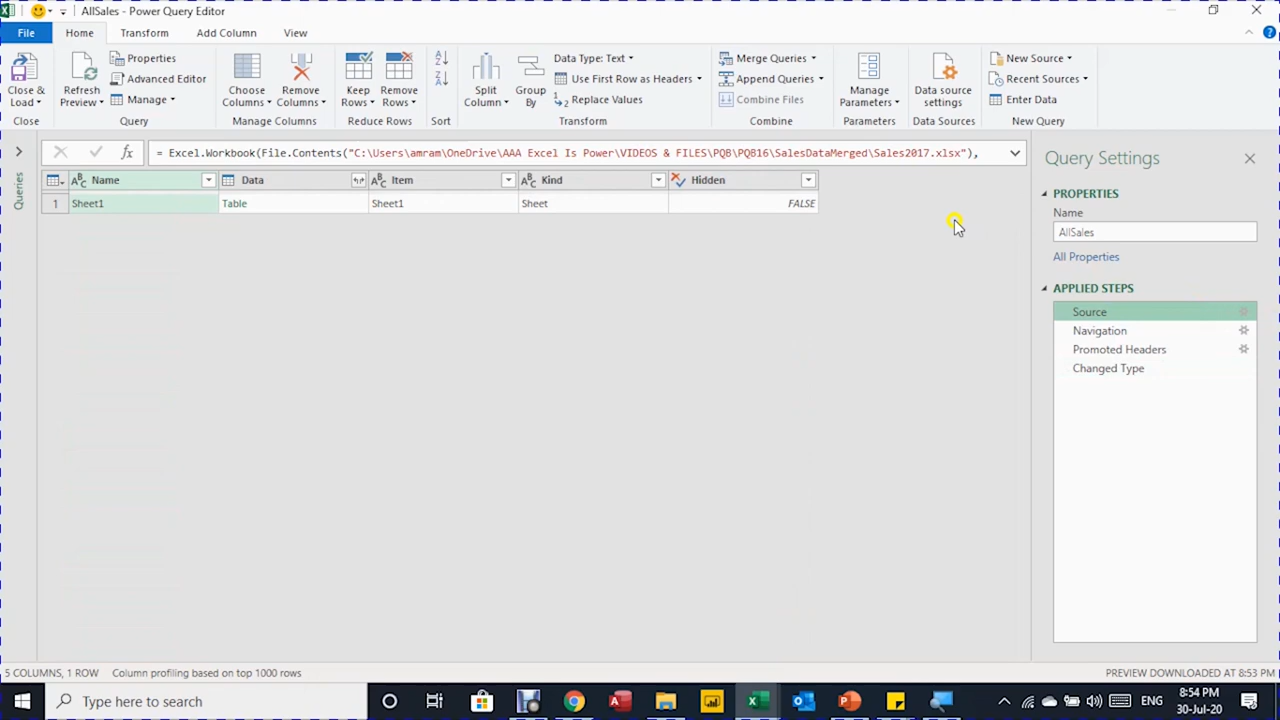 AllSales - Power Query Editor
File Home Transform Add Column View
Close & Load
Refresh Preview
Properties
Advanced Editor
Manage
Choose Columns
Remove Columns
Keep Rows
Remove Rows
Split Column
Group By
Data Type: Text
Use First Row as Headers
Replace Values
Merge Queries
Append Queries
Combine Files
Manage Parameters
Data source settings
New Source
Recent Sources
Enter Data
Close Query Manage Columns Reduce Rows Sort Transform Combine Parameters Data Sources New Query
fx = Excel.Workbook(File.Contents("C:\Users\amram\OneDrive\AAA Excel Is Power\VIDEOS & FILES\PQB\PQB16\SalesDataMerged\Sales2017.xlsx"),
Queries
Name Data Item Kind Hidden
1 Sheet1 Table Sheet1 Sheet FALSE
Query Settings
PROPERTIES
Name
AllSales
All Properties
APPLIED STEPS
Source
Navigation
Promoted Headers
Changed Type
5 COLUMNS, 1 ROW Column profiling based on top 1000 rows PREVIEW DOWNLOADED AT 8:53 PM
Type here to search
ENG
8:54 PM
30-Jul-20